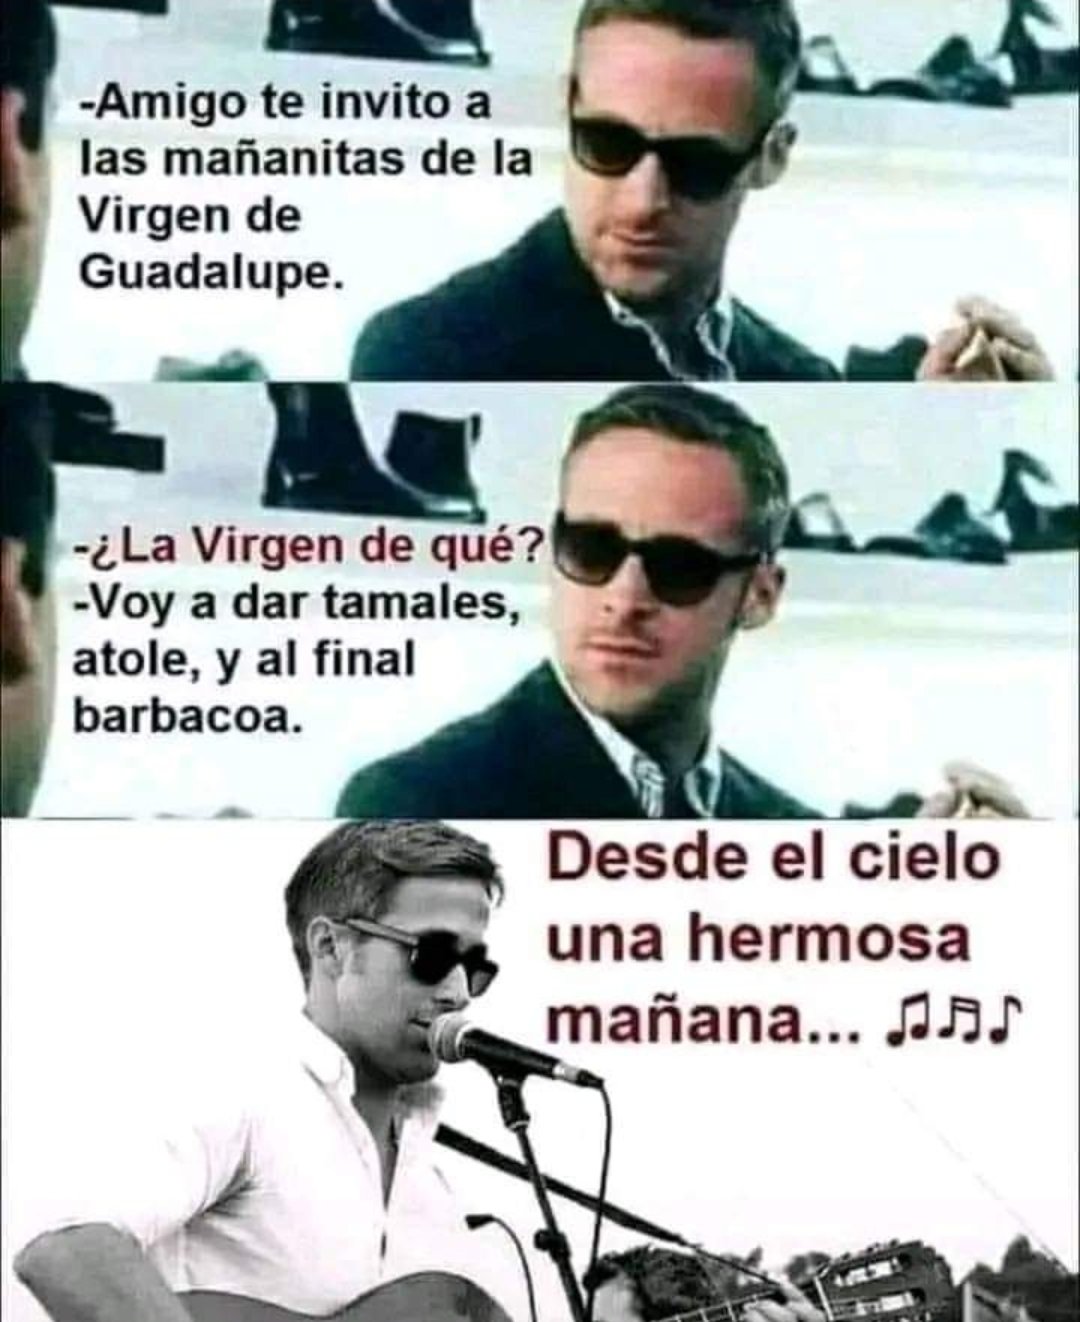 -Amigo te invito a
las mañanitas de la
Virgen de
Guadalupe.
-¿La Virgen de qué?
-Voy a dar tamales,
atole, y al final
barbacoa.
Desde el cielo
una hermosa
mañana... ♫♬♪